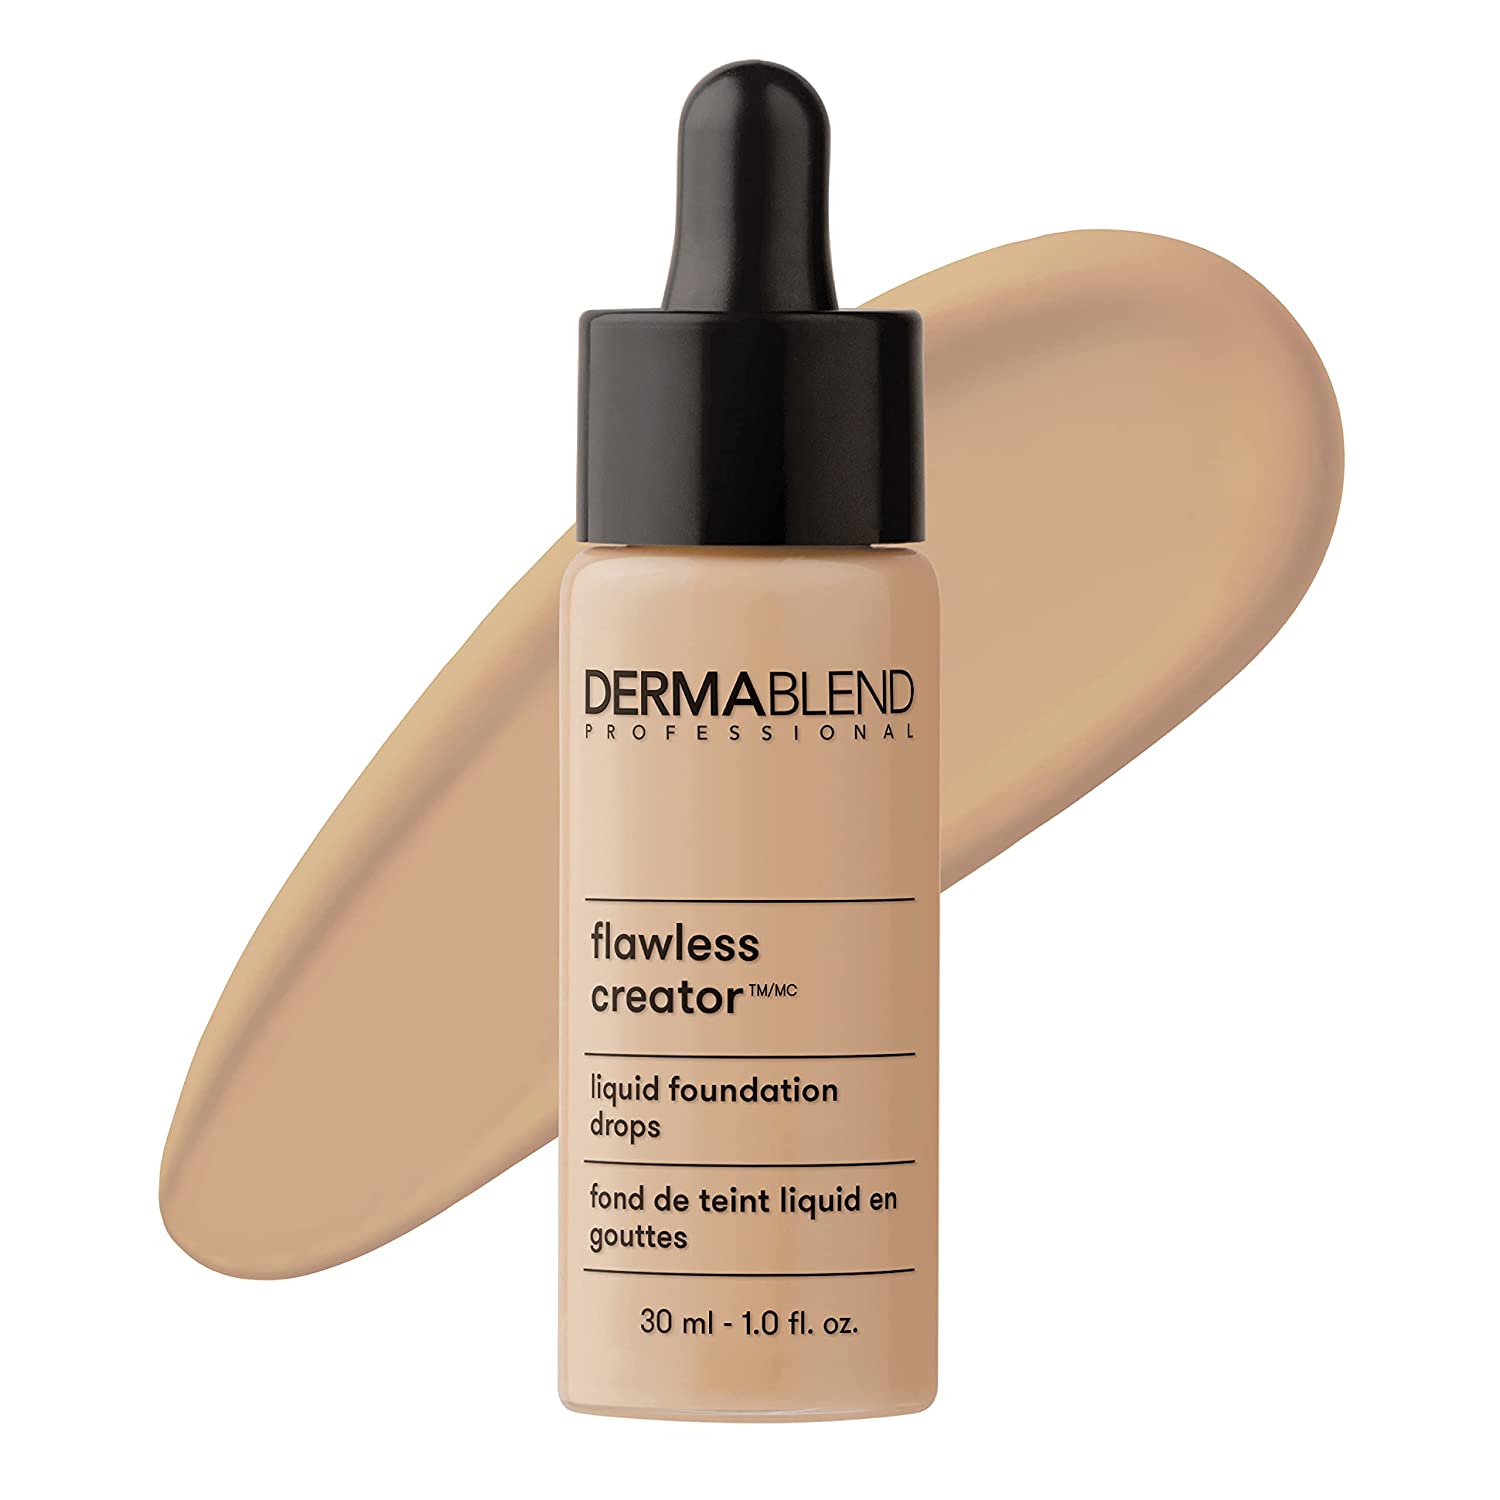 DERMABLEND
PROFESSIONAL
flawless
creator™/MC
liquid foundation
drops
fond de teint liquid en
gouttes
30 ml - 1.0 fl. oz.